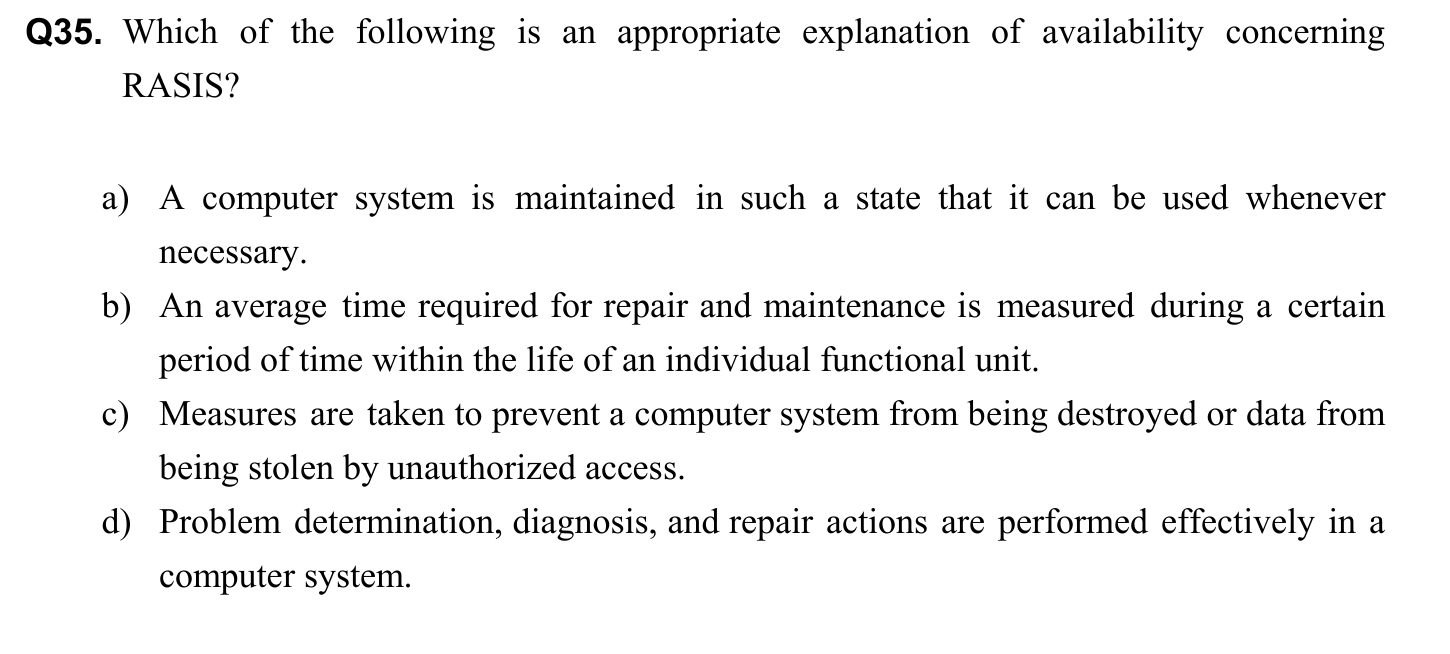 Q35. Which of the following is an appropriate explanation of availability concerning
RASIS?
a) A computer system is maintained in such a state that it can be used whenever
necessary.
b) An average time required for repair and maintenance is measured during a certain
period of time within the life of an individual functional unit.
c) Measures are taken to prevent a computer system from being destroyed or data from
being stolen by unauthorized access.
d) Problem determination, diagnosis, and repair actions are performed effectively in a
computer system.